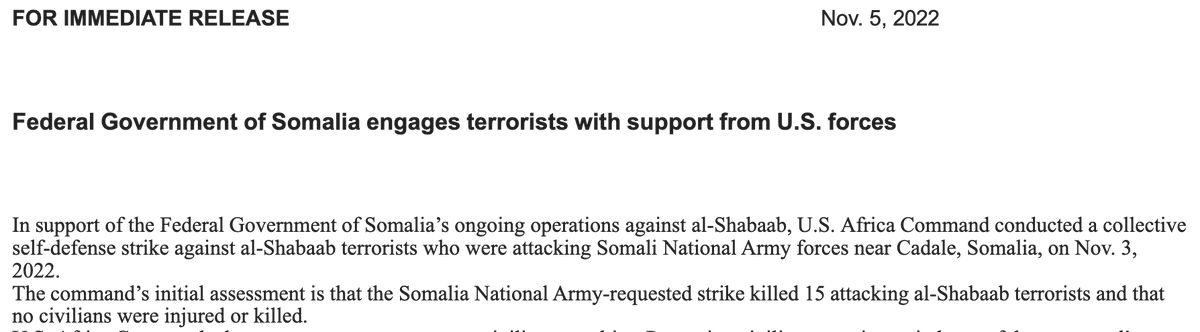 FOR IMMEDIATE RELEASE Nov. 5, 2022
Federal Government of Somalia engages terrorists with support from U.S. forces
In support of the Federal Government of Somalia’s ongoing operations against al-Shabaab, U.S. Africa Command conducted a collective
self-defense strike against al-Shabaab terrorists who were attacking Somali National Army forces near Cadale, Somalia, on Nov. 3,
2022.
The command’s initial assessment is that the Somalia National Army-requested strike killed 15 attacking al-Shabaab terrorists and that
no civilians were injured or killed.